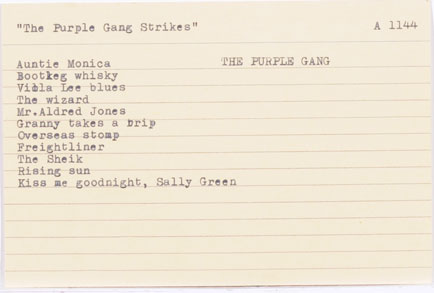 "The Purple Gang Strikes" A 1144
Auntie Monica THE PURPLE GANG
Bootleg whisky
Viola Lee blues
The wizard
Mr.Aldred Jones
Granny takes a trip
Overseas stomp
Freightliner
The Sheik
Rising sun
Kiss me goodnight, Sally Green